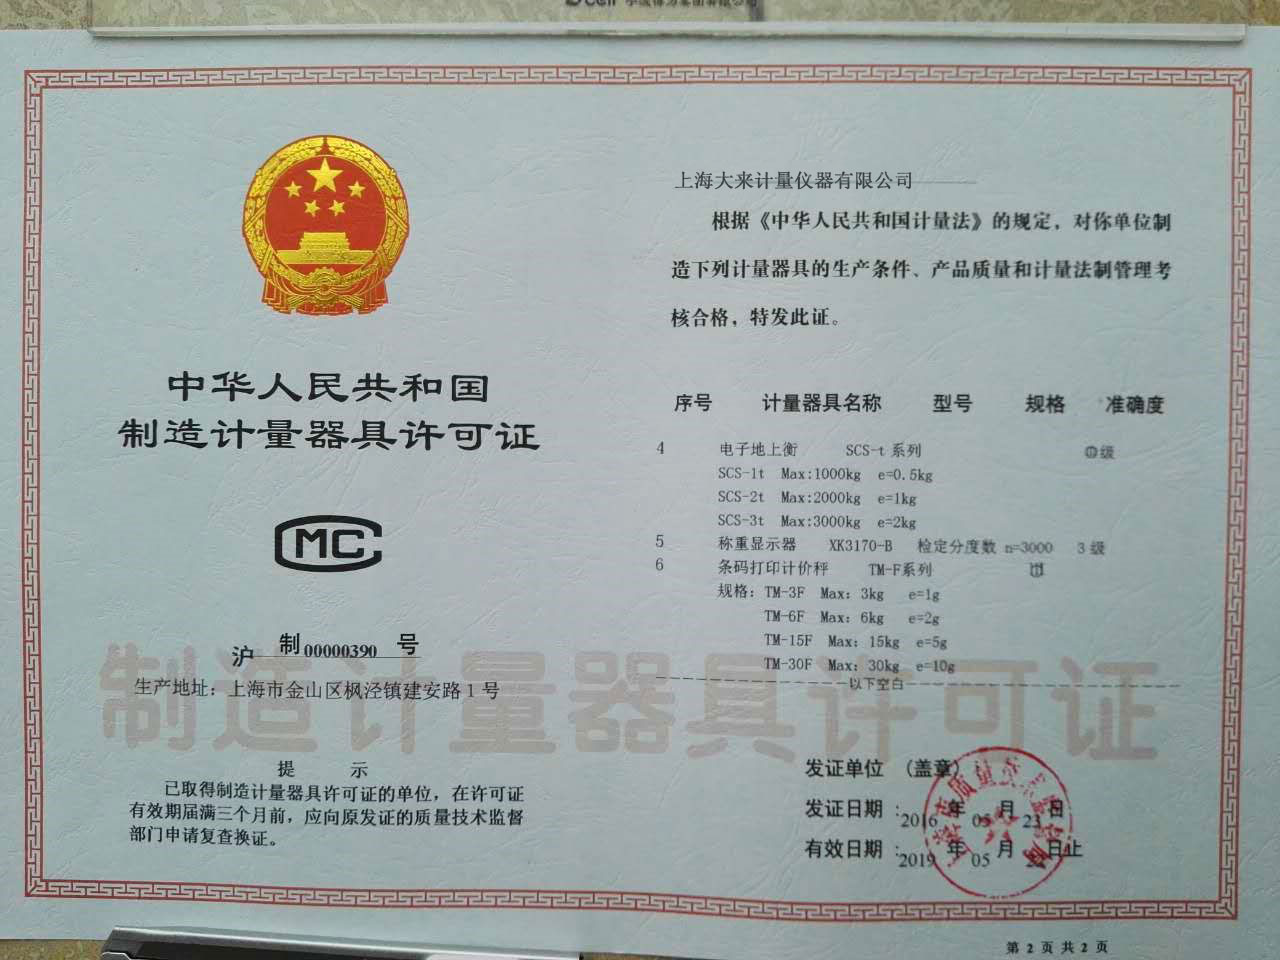 中华人民共和国
制造计量器具许可证
MC
沪 制 00000390 号
生产地址：上海市金山区枫泾镇建安路1号
提 示
已取得制造计量器具许可证的单位，在许可证
有效期届满三个月前，应向原发证的质量技术监督
部门申请复查换证。
上海大来计量仪器有限公司
根据《中华人民共和国计量法》的规定，对你单位制
造下列计量器具的生产条件、产品质量和计量法制管理考
核合格，特发此证。
序号 计量器具名称 型号 规格 准确度
4 电子地上衡 SCS-t 系列 级
SCS-1t Max:1000kg e=0.5kg
SCS-2t Max:2000kg e=1kg
SCS-3t Max:3000kg e=2kg
5 称重显示器 XK3170-B 检定分度数 n=3000 3 级
6 条码打印计价秤 TM-F系列
规格：TM-3F Max：3kg e=1g
TM-6F Max：6kg e=2g
TM-15F Max：15kg e=5g
TM-30F Max：30kg e=10g
以下空白
制造计量器具许可证
发证单位 （盖章）
发证日期：2016 年 05 月 23 日
有效日期：2019 年 05 月 日止
第 2 页 共 2 页